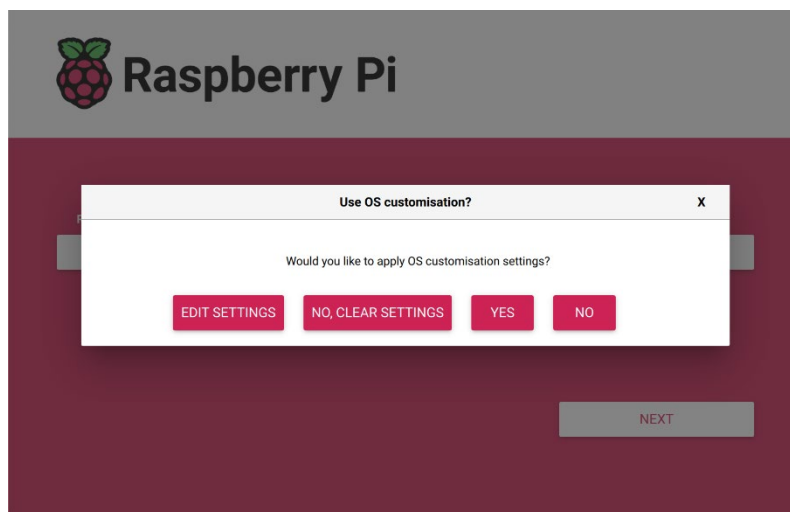 Raspberry Pi
Use OS customisation?
X
Would you like to apply OS customisation settings?
EDIT SETTINGS
NO, CLEAR SETTINGS
YES
NO
NEXT